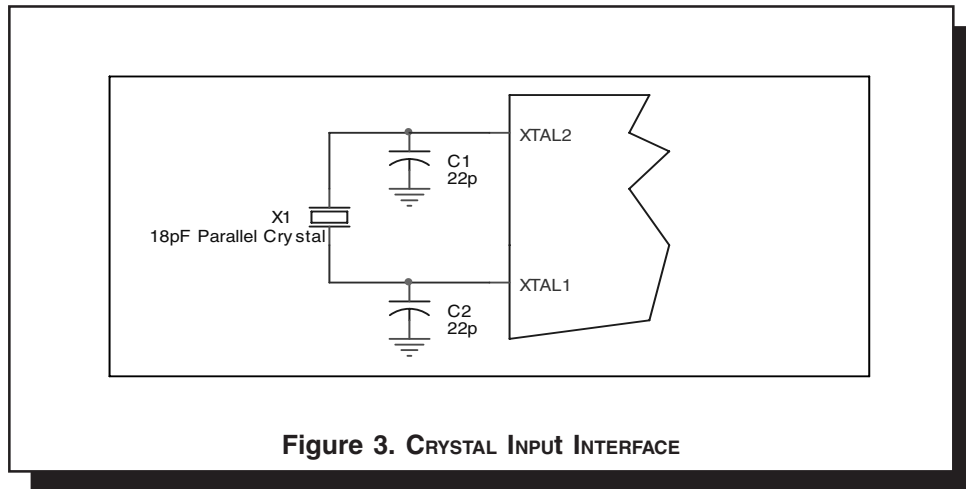 XTAL2
C1
22p
X1
18pF Parallel Crystal
XTAL1
C2
22p
Figure 3. CRYSTAL INPUt INTERFACE